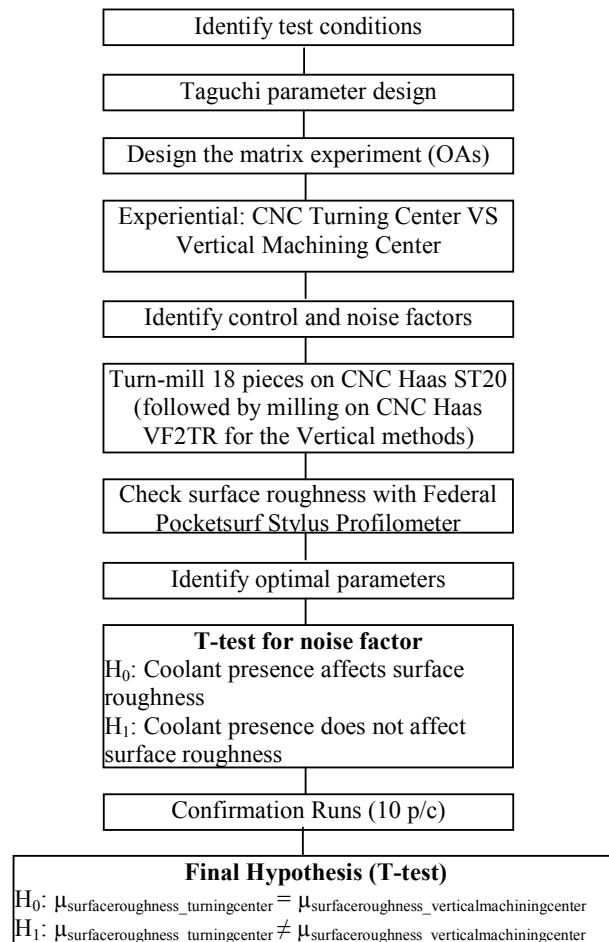 Identify test conditions
Taguchi parameter design
Design the matrix experiment (OAs)
Experiential: CNC Turning Center VS
Vertical Machining Center
Identify control and noise factors
Turn-mill 18 pieces on CNC Haas ST20
(followed by milling on CNC Haas
VF2TR for the Vertical methods)
Check surface roughness with Federal
Pocketsurf Stylus Profilometer
Identify optimal parameters
T-test for noise factor
H₀: Coolant presence affects surface
roughness
H₁: Coolant presence does not affect
surface roughness
Confirmation Runs (10 p/c)
Final Hypothesis (T-test)
H₀: μsurfaceroughness_turningcenter = μsurfaceroughness_verticalmachiningcenter
H₁: μsurfaceroughness_turningcenter ≠ μsurfaceroughness_verticalmachiningcenter